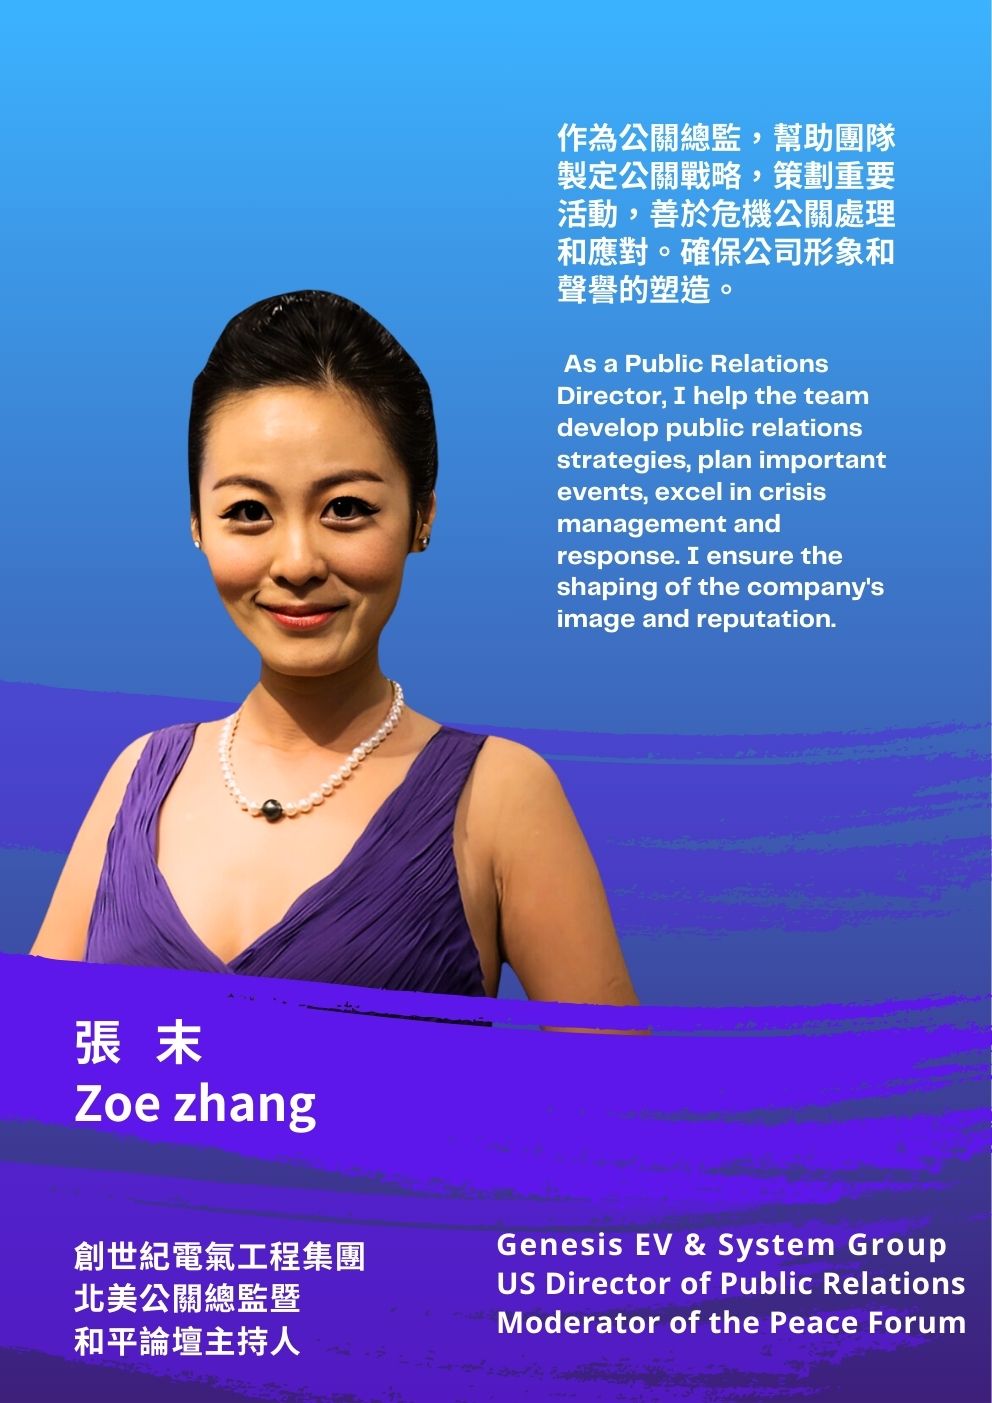 作為公關總監，幫助團隊
製定公關戰略，策劃重要
活動，善於危機公關處理
和應對。確保公司形象和
聲譽的塑造。
As a Public Relations
Director, I help the team
develop public relations
strategies, plan important
events, excel in crisis
management and
response. I ensure the
shaping of the company's
image and reputation.
張 末
Zoe zhang
創世紀電氣工程集團
北美公關總監暨
和平論壇主持人
Genesis EV & System Group
US Director of Public Relations
Moderator of the Peace Forum